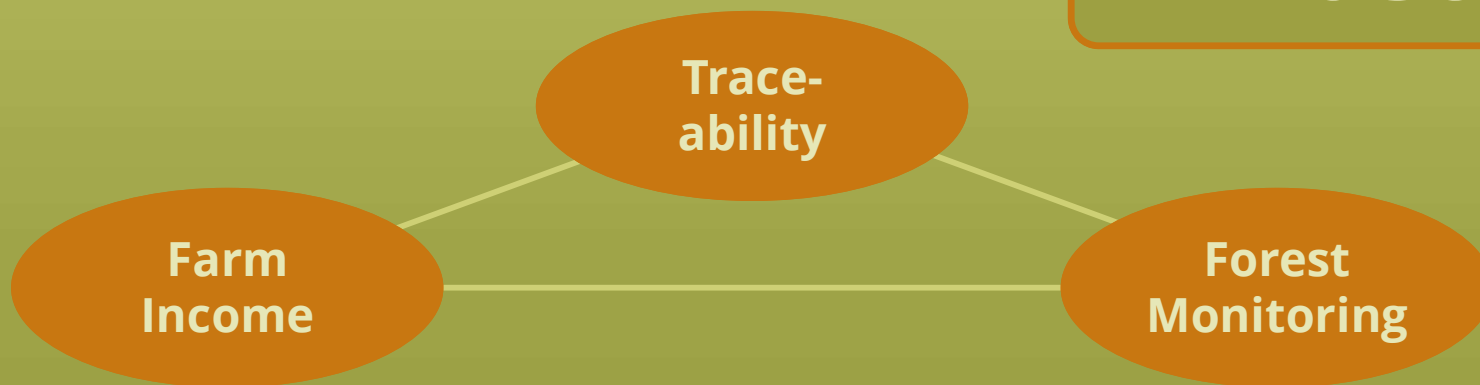 Trace-
ability
Farm
Income
Forest
Monitoring